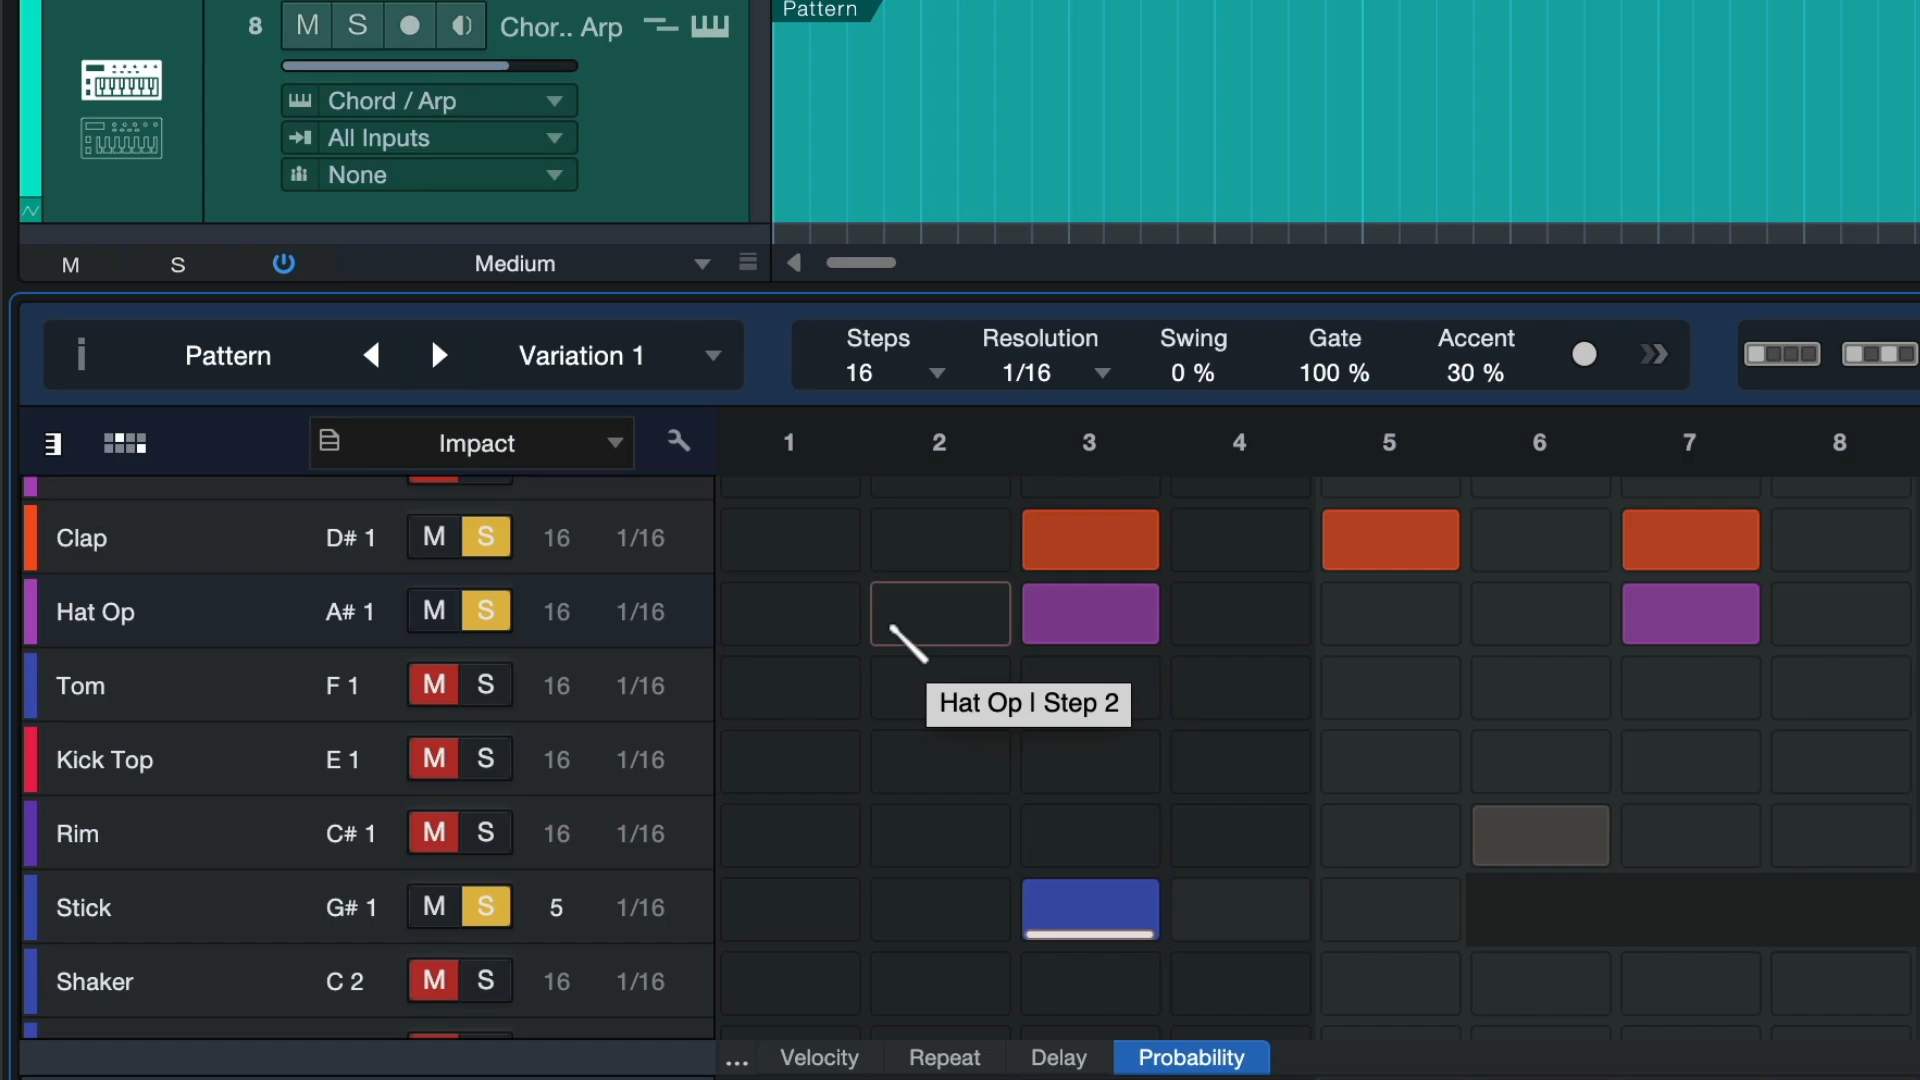 Pattern
8 M S Chor.. Arp
Chord / Arp
All Inputs
None
M S Medium
i Pattern Variation 1
Steps Resolution Swing Gate Accent
16 1/16 0 % 100 % 30 %
Impact 1 2 3 4 5 6 7 8
Clap D# 1 M S 16 1/16
Hat Op A# 1 M S 16 1/16
Tom F 1 M S 16 1/16
Hat Op | Step 2
Kick Top E 1 M S 16 1/16
Rim C# 1 M S 16 1/16
Stick G# 1 M S 5 1/16
Shaker C 2 M S 16 1/16
... Velocity Repeat Delay Probability